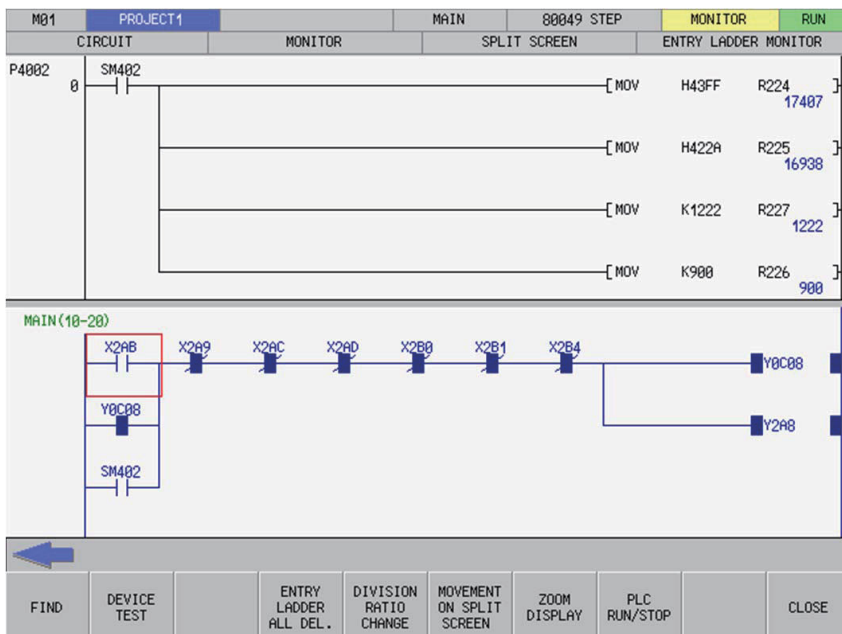 M01 PROJECT1 MAIN 80049 STEP MONITOR RUN
CIRCUIT MONITOR SPLIT SCREEN ENTRY LADDER MONITOR
P4002 SM402
0 [ MOV H43FF R224 ]
17407
[ MOV H422A R225 ]
16938
[ MOV K1222 R227 ]
1222
[ MOV K900 R226 ]
900
MAIN(10-20)
X2AB X2A9 X2AC X2AD X2B0 X2B1 X2B4
Y0C08
Y0C08
Y2A8
SM402
FIND DEVICE TEST ENTRY LADDER ALL DEL. DIVISION RATIO CHANGE MOVEMENT ON SPLIT SCREEN ZOOM DISPLAY PLC RUN/STOP CLOSE